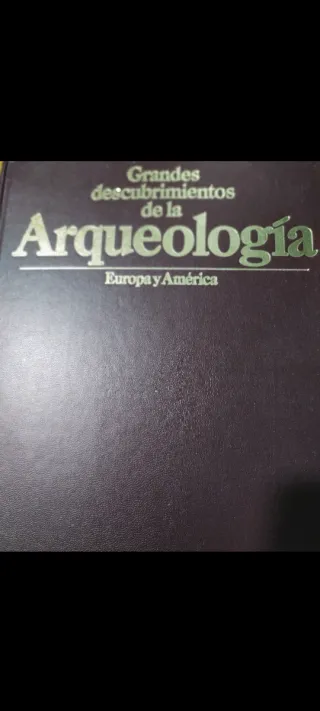 Grandes
descubrimientos
de la
Arqueología
Europa y América